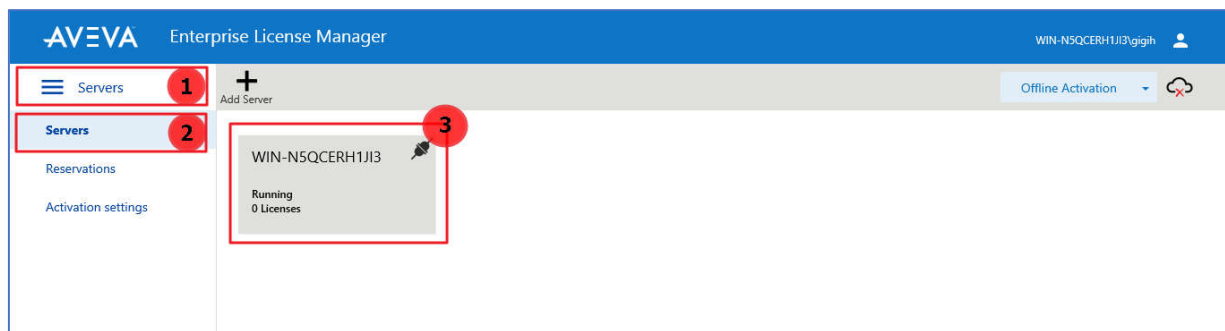 AVEVA Enterprise License Manager WIN-N5QCERH1JI3\gigih
Servers 1
Add Server
Offline Activation
Servers 2
3
WIN-N5QCERH1JI3
Reservations
Running
0 Licenses
Activation settings